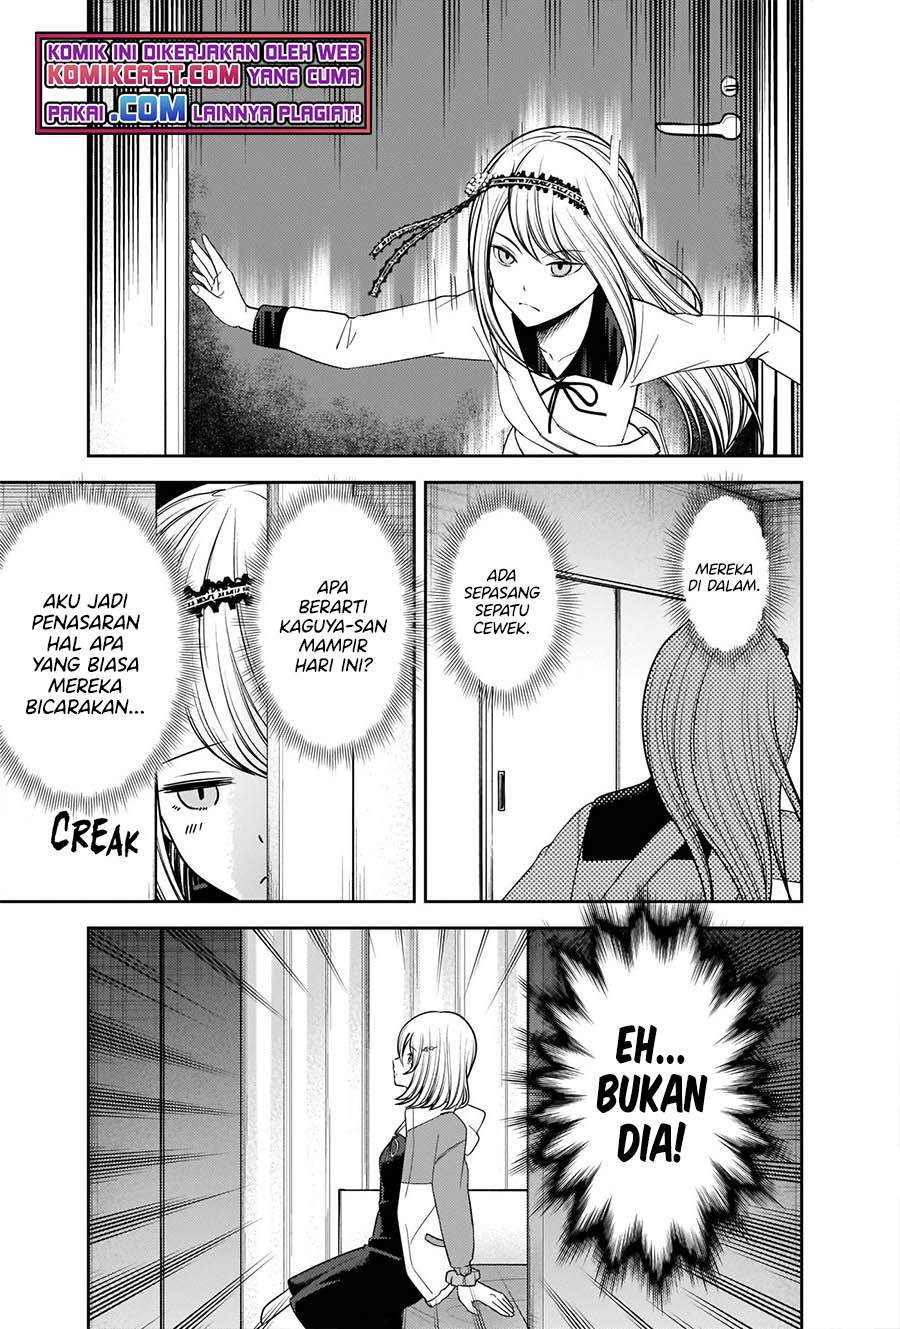 KOMIK INI DIKERJAKAN OLEH WEB
KOMIKCAST.COM YANG CUMA
PAKAI .COM LAINNYA PLAGIAT!
MEREKA
DI DALAM.
ADA
SEPASANG
SEPATU
CEWEK.
APA
BERARTI
KAGUYA-SAN
MAMPIR
HARI INI?
AKU JADI
PENASARAN
HAL APA
YANG BIASA
MEREKA
BICARAKAN...
CREAK
EH...
BUKAN
DIA!